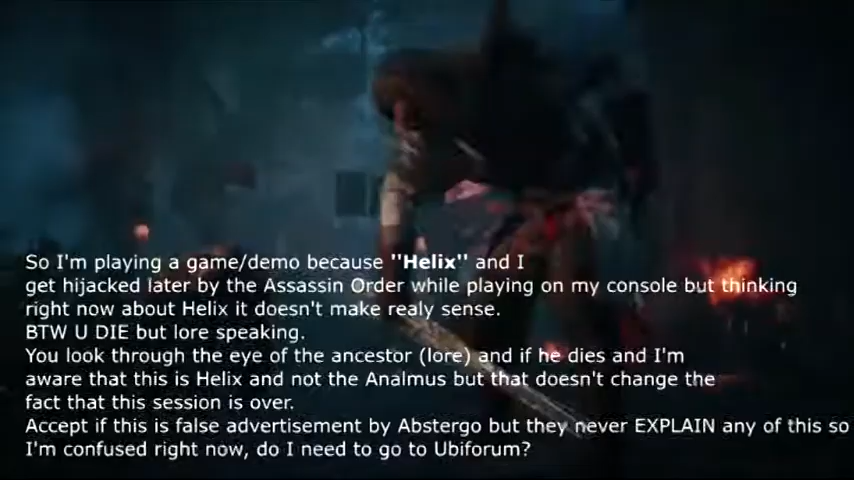 So I'm playing a game/demo because ''Helix'' and I
get hijacked later by the Assassin Order while playing on my console but thinking
right now about Helix it doesn't make realy sense.
BTW U DIE but lore speaking.
You look through the eye of the ancestor (lore) and if he dies and I'm
aware that this is Helix and not the Analmus but that doesn't change the
fact that this session is over.
Accept if this is false advertisement by Abstergo but they never EXPLAIN any of this so
I'm confused right now, do I need to go to Ubiforum?